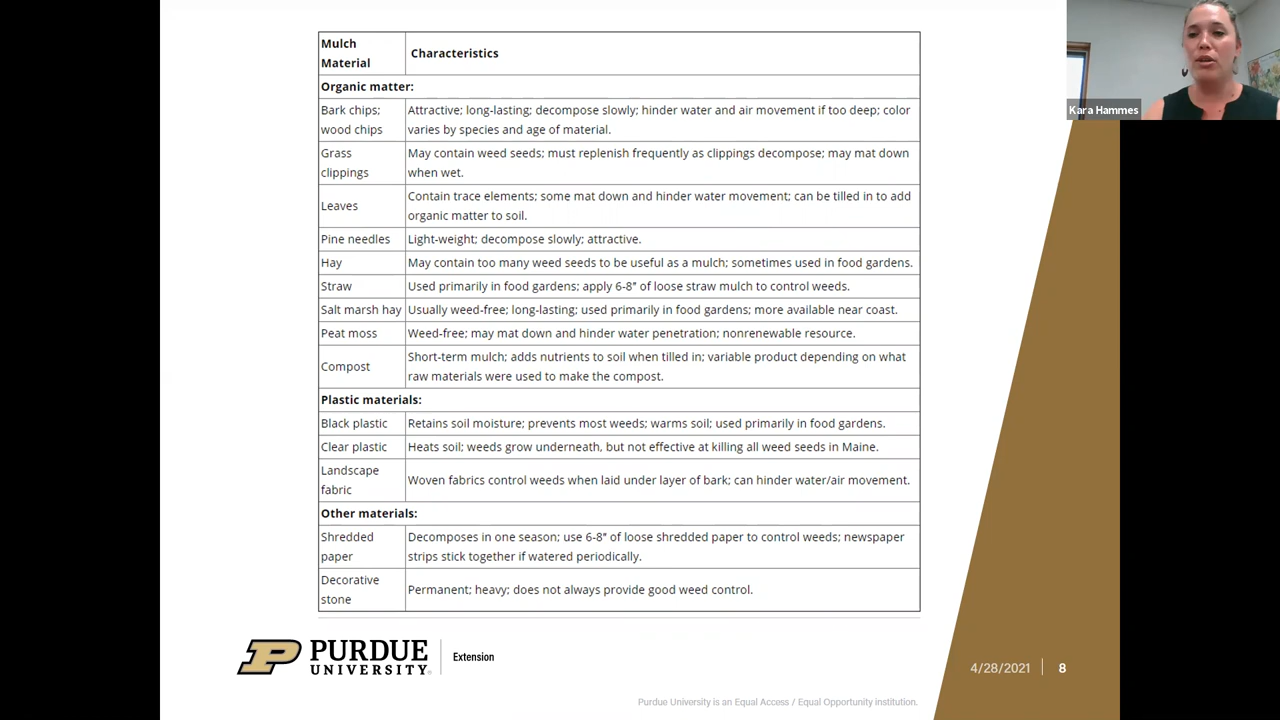 Mulch
Material
Characteristics
Organic matter:
Bark chips;
wood chips
Attractive; long-lasting; decompose slowly; hinder water and air movement if too deep; color
varies by species and age of material.
Grass
clippings
May contain weed seeds; must replenish frequently as clippings decompose; may mat down
when wet.
Leaves
Contain trace elements; some mat down and hinder water movement; can be tilled in to add
organic matter to soil.
Pine needles
Light-weight; decompose slowly; attractive.
Hay
May contain too many weed seeds to be useful as a mulch; sometimes used in food gardens.
Straw
Used primarily in food gardens; apply 6-8″ of loose straw mulch to control weeds.
Salt marsh hay
Usually weed-free; long-lasting; used primarily in food gardens; more available near coast.
Peat moss
Weed-free; may mat down and hinder water penetration; nonrenewable resource.
Compost
Short-term mulch; adds nutrients to soil when tilled in; variable product depending on what
raw materials were used to make the compost.
Plastic materials:
Black plastic
Retains soil moisture; prevents most weeds; warms soil; used primarily in food gardens.
Clear plastic
Heats soil; weeds grow underneath, but not effective at killing all weed seeds in Maine.
Landscape
fabric
Woven fabrics control weeds when laid under layer of bark; can hinder water/air movement.
Other materials:
Shredded
paper
Decomposes in one season; use 6-8″ of loose shredded paper to control weeds; newspaper
strips stick together if watered periodically.
Decorative
stone
Permanent; heavy; does not always provide good weed control.
Kara Hammes
P PURDUE
UNIVERSITY®
Extension
4/28/2021
8
Purdue University is an Equal Access / Equal Opportunity institution.